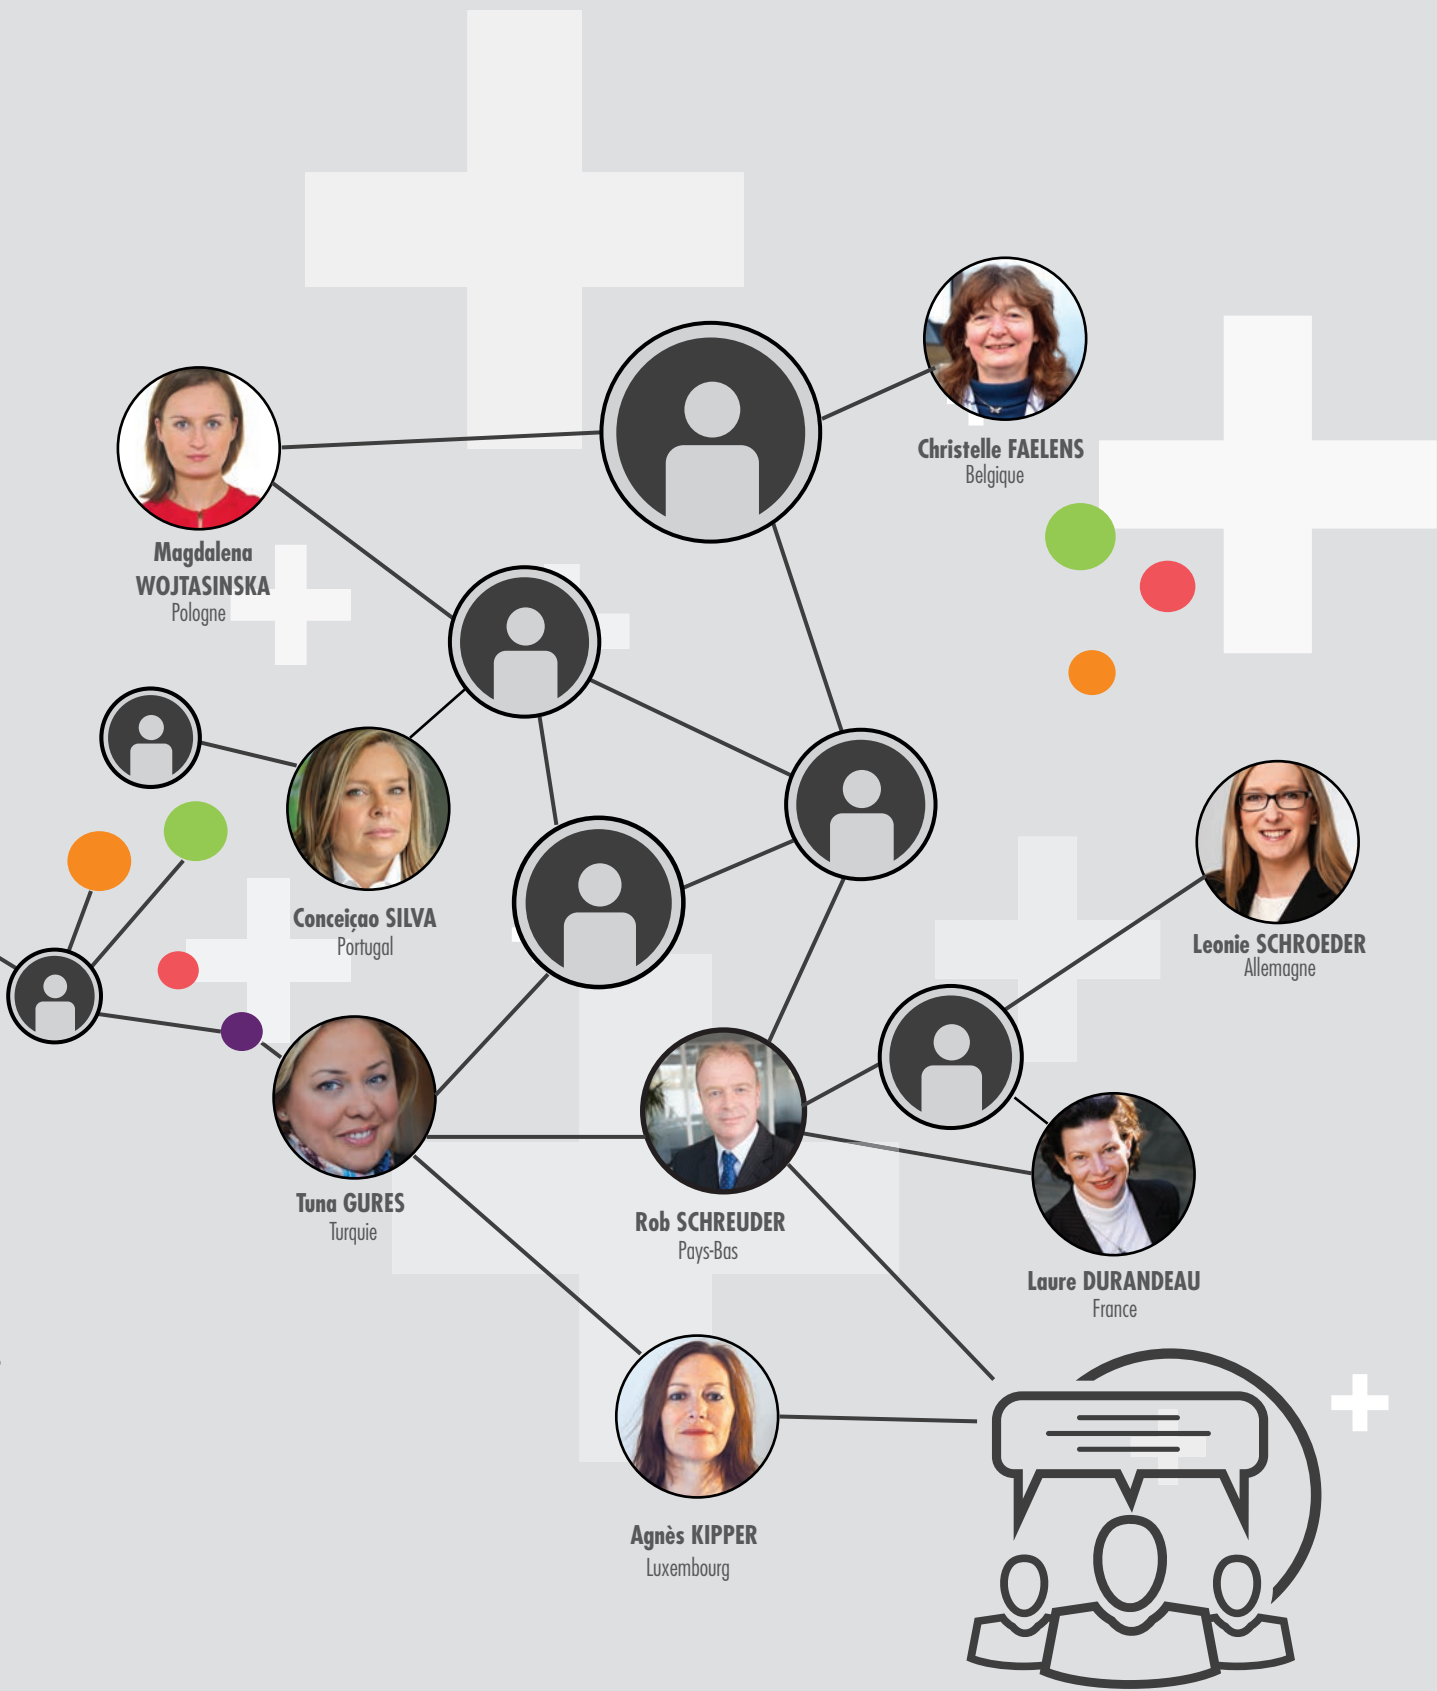 Christelle FAELENS
Belgique
Magdalena
WOJTASINSKA
Pologne
Conceiçao SILVA
Portugal
Leonie SCHROEDER
Allemagne
Tuna GURES
Turquie
Rob SCHREUDER
Pays-Bas
Laure DURANDEAU
France
Agnès KIPPER
Luxembourg